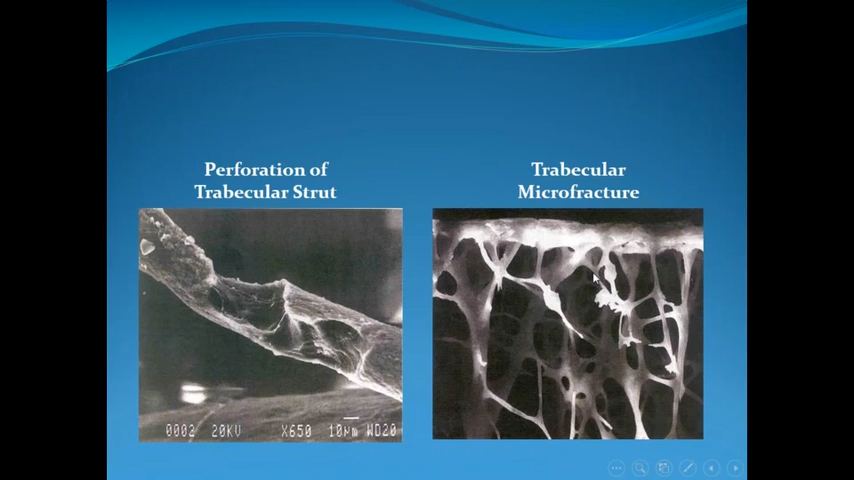 Perforation of
Trabecular Strut
Trabecular
Microfracture
0002 20KV X650 10μm WD20